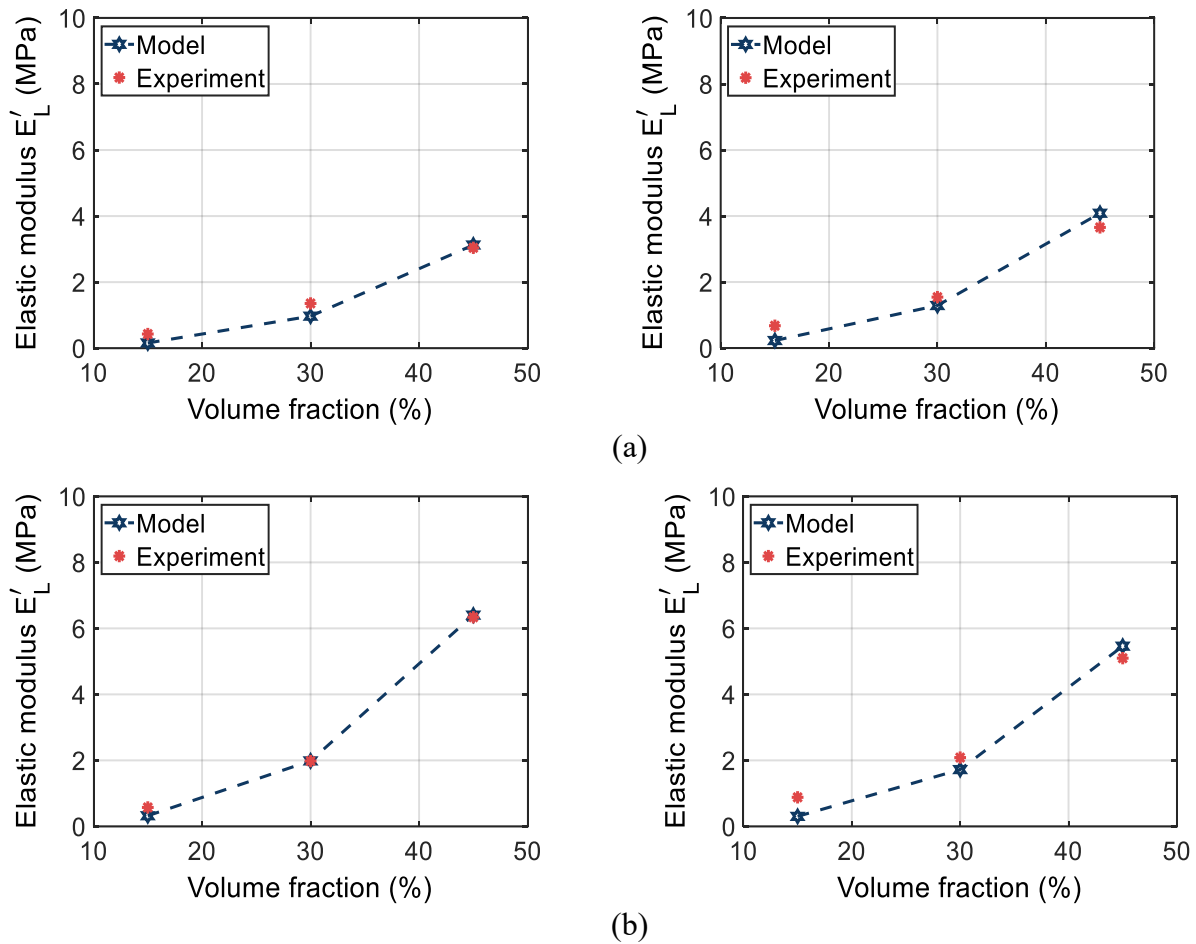 10
8
6
4
2
0
Elastic modulus E′L (MPa)
Model
Experiment
10 20 30 40 50
Volume fraction (%)
10
8
6
4
2
0
Elastic modulus E′L (MPa)
Model
Experiment
10 20 30 40 50
Volume fraction (%)
(a)
10
8
6
4
2
0
Elastic modulus E′L (MPa)
Model
Experiment
10 20 30 40 50
Volume fraction (%)
10
8
6
4
2
0
Elastic modulus E′L (MPa)
Model
Experiment
10 20 30 40 50
Volume fraction (%)
(b)